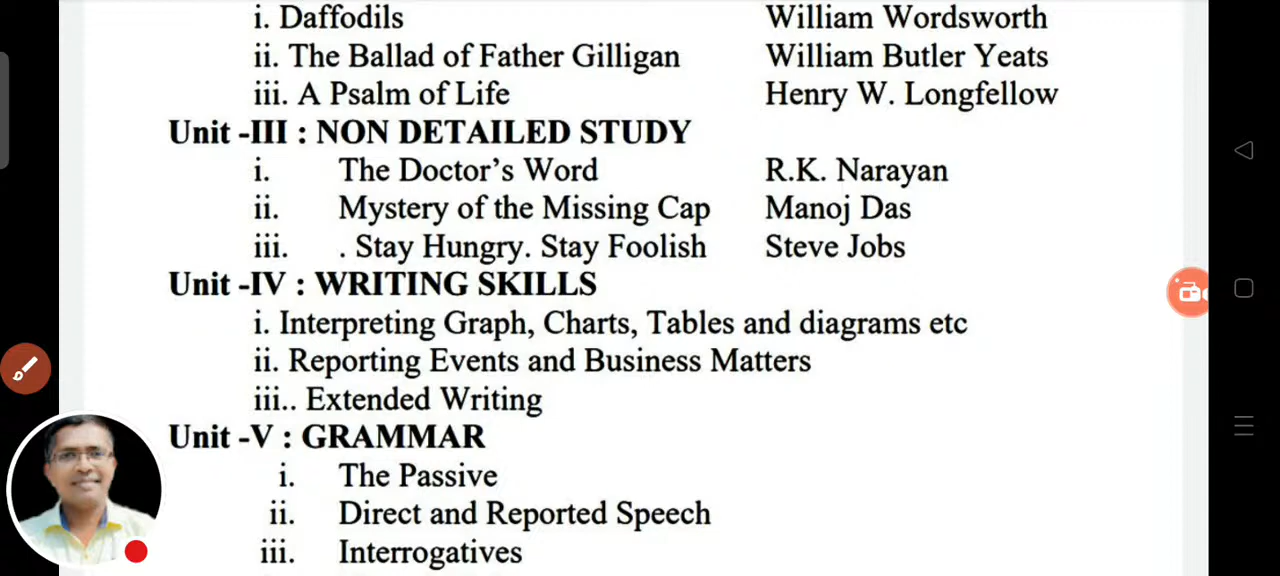 i. Daffodils William Wordsworth
ii. The Ballad of Father Gilligan William Butler Yeats
iii. A Psalm of Life Henry W. Longfellow
Unit -III : NON DETAILED STUDY
i. The Doctor's Word R.K. Narayan
ii. Mystery of the Missing Cap Manoj Das
iii. . Stay Hungry. Stay Foolish Steve Jobs
Unit -IV : WRITING SKILLS
i. Interpreting Graph, Charts, Tables and diagrams etc
ii. Reporting Events and Business Matters
iii.. Extended Writing
Unit -V : GRAMMAR
i. The Passive
ii. Direct and Reported Speech
iii. Interrogatives